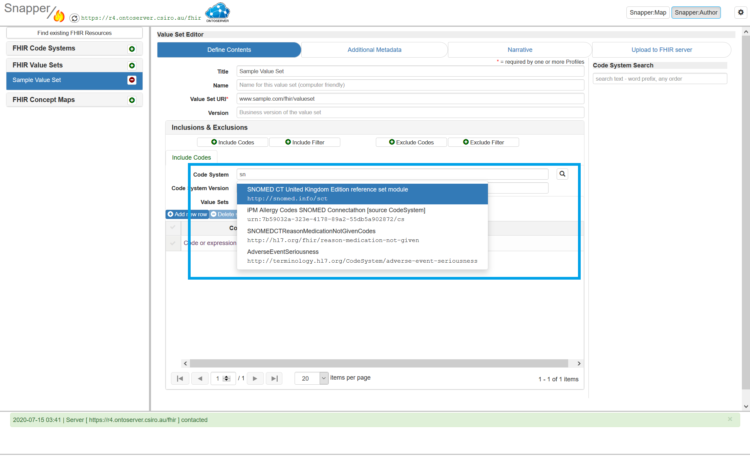 Snapper
https://r4.ontoserver.csiro.au/fhir
ONTOSERVER
Snapper:Map
Snapper:Author
Find existing FHIR Resources
FHIR Code Systems
FHIR Value Sets
Sample Value Set
FHIR Concept Maps
Value Set Editor
Define Contents
Additional Metadata
Narrative
Upload to FHIR server
* = required by one or more Profiles
Title
Sample Value Set
Name
Name for this value set (computer friendly)
Value Set URI*
www.sample.com/fhir/valueset
Version
Business version of the value set
Code System Search
search text - word prefix, any order
Inclusions & Exclusions
Include Codes
Include Filter
Exclude Codes
Exclude Filter
Include Codes
Code System
sn
Code System Version
Value Sets
SNOMED CT United Kingdom Edition reference set module
http://snomed.info/sct
IPM Allergy Codes SNOMED Connectathon [source CodeSystem]
urn:7b59032a-323e-4178-89a2-55db5a902872/cs
SNOMEDCTReasonMedicationNotGivenCodes
http://hl7.org/fhir/reason-medication-not-given
AdverseEventSeriousness
http://terminology.hl7.org/CodeSystem/adverse-event-seriousness
Add new row
Delete
Co
Code or expression
1
/ 1
20
items per page
1 - 1 of 1 items
2020-07-15 03:41 | Server [ https://r4.ontoserver.csiro.au/fhir ] contacted